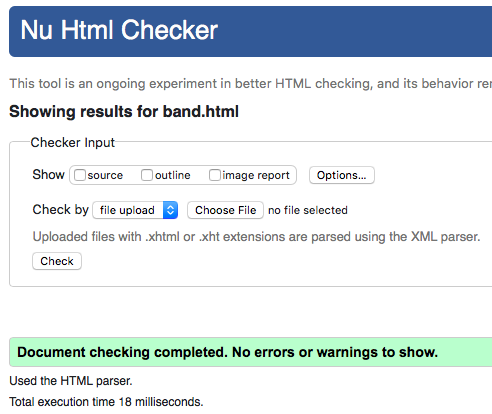 Nu Html Checker
This tool is an ongoing experiment in better HTML checking, and its behavior
Showing results for band.html
Checker Input
Show source outline image report Options...
Check by file upload Choose File no file selected
Uploaded files with .xhtml or .xht extensions are parsed using the XML parser.
Check
Document checking completed. No errors or warnings to show.
Used the HTML parser.
Total execution time 18 milliseconds.